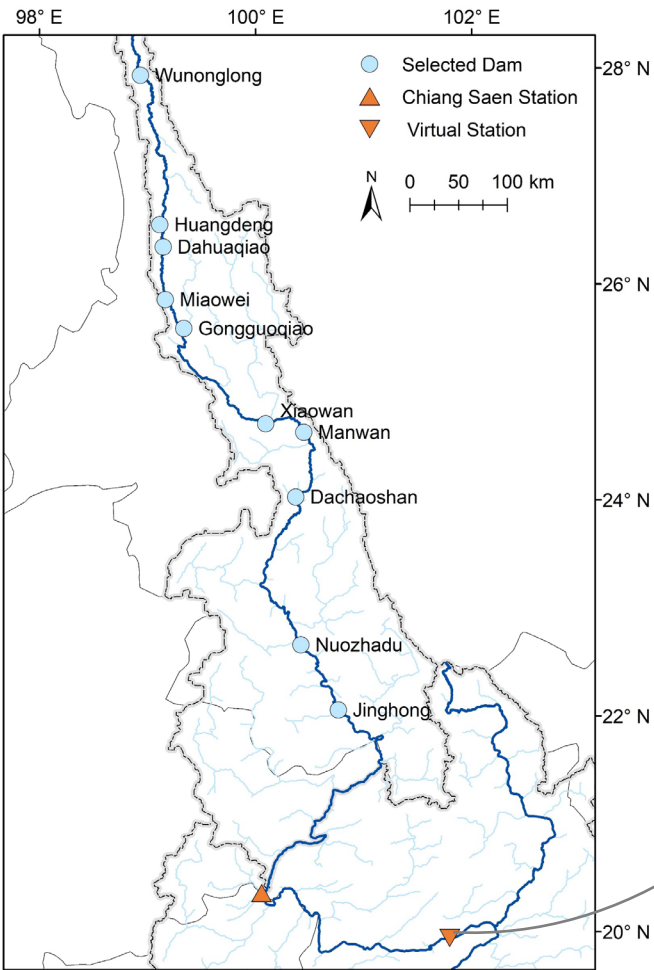 98° E 100° E 102° E
28° N
26° N
24° N
22° N
20° N
Selected Dam
Chiang Saen Station
Virtual Station
N
0 50 100 km
Wunonglong
Huangdeng
Dahuaqiao
Miaowei
Gongguoqiao
Xiaowan
Manwan
Dachaoshan
Nuozhadu
Jinghong